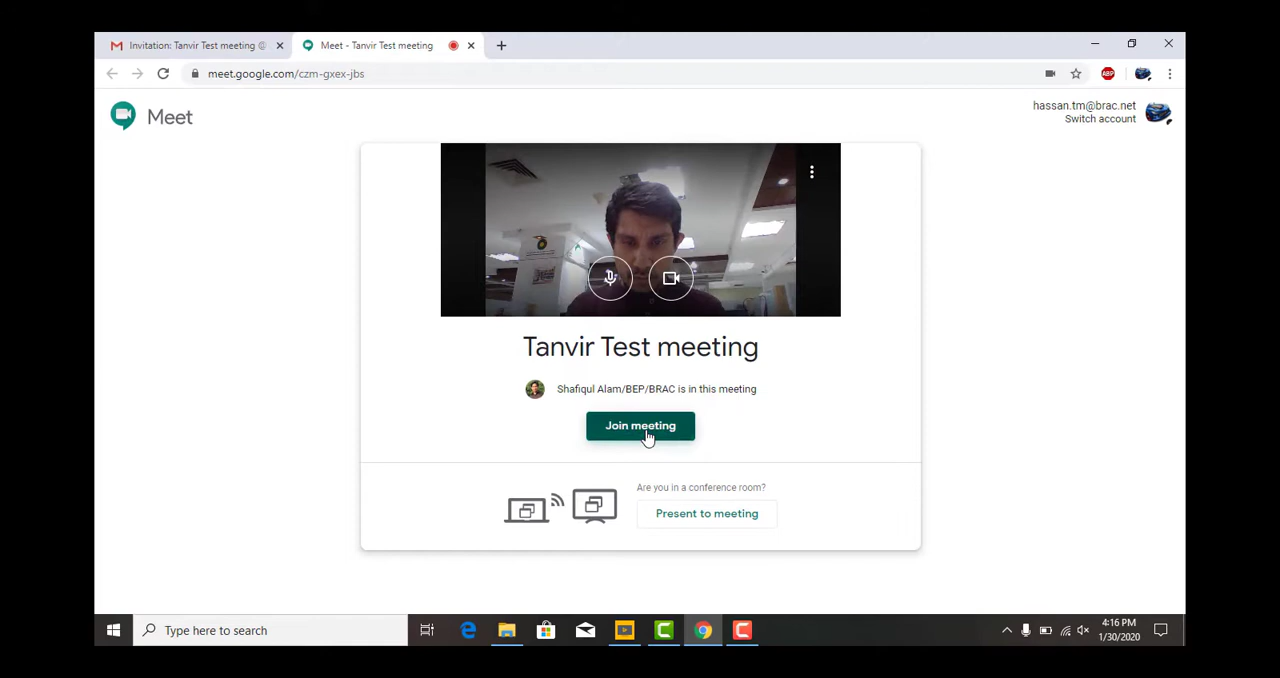 Invitation: Tanvir Test meeting @
Meet - Tanvir Test meeting
meet.google.com/czm-gxex-jbs
ABP
Meet
hassan.tm@brac.net
Switch account
Tanvir Test meeting
Shafiqul Alam/BEP/BRAC is in this meeting
Join meeting
Are you in a conference room?
Present to meeting
Type here to search
4:16 PM
1/30/2020